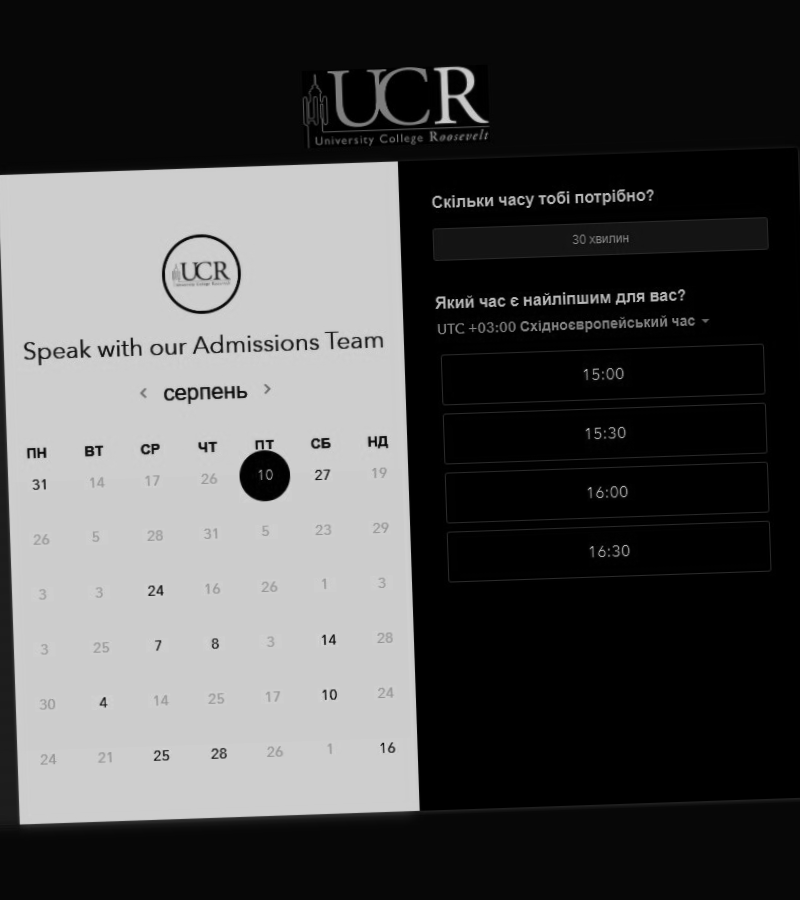 UCR
University College Roosevelt
UCR
Speak with our Admissions Team
‹ серпень ›
ПН ВТ СР ЧТ ПТ СБ НД
31 14 17 26 10 27 19
26 5 28 31 5 23 29
3 3 24 16 26 1 3
3 25 7 8 3 14 28
30 4 14 25 17 10 24
24 21 25 28 26 1 16
Скільки часу тобі потрібно?
30 хвилин
Який час є найліпшим для вас?
UTC +03:00 Східноєвропейський час
15:00
15:30
16:00
16:30